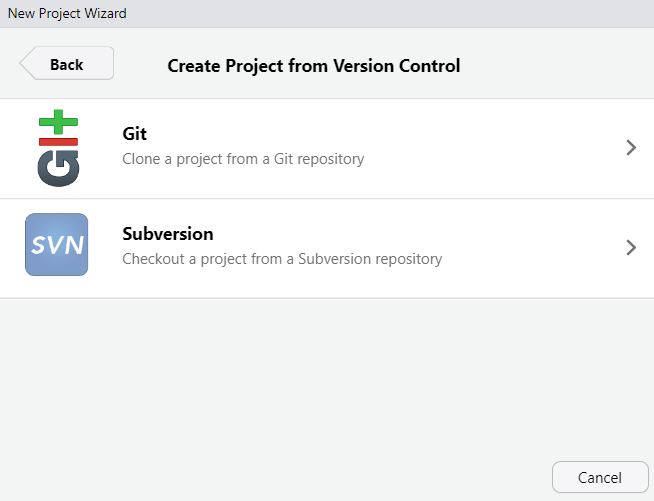 New Project Wizard
Back
Create Project from Version Control
git
Git
Clone a project from a Git repository
SVN
Subversion
Checkout a project from a Subversion repository
Cancel